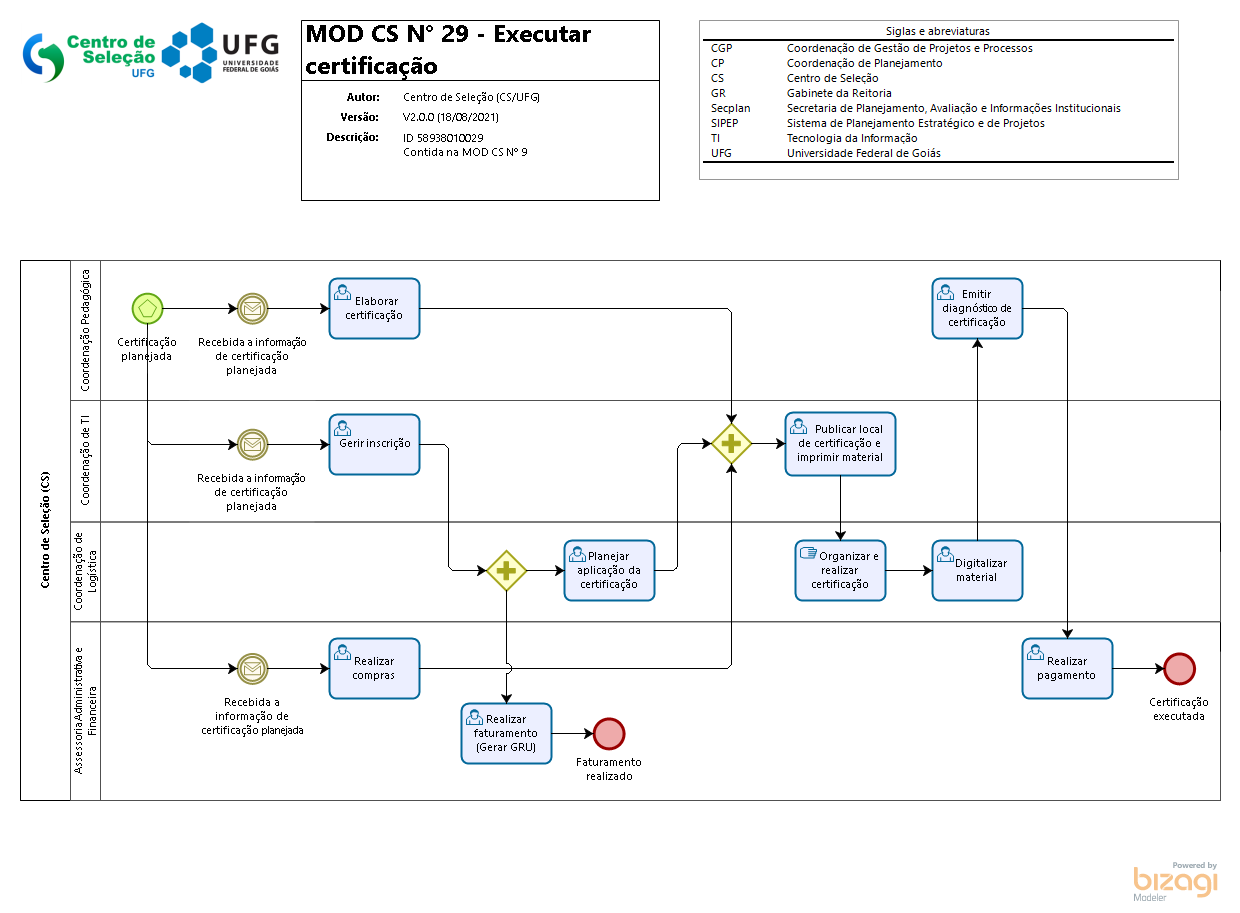 Centro de
Seleção
UFG
UFG
UNIVERSIDADE
FEDERAL DE GOIÁS
MOD CS N° 29 - Executar
certificação
Autor: Centro de Seleção (CS/UFG)
Versão: V2.0.0 (18/08/2021)
Descrição: ID 58938010029
Contida na MOD CS Nº 9
Siglas e abreviaturas
CGP Coordenação de Gestão de Projetos e Processos
CP Coordenação de Planejamento
CS Centro de Seleção
GR Gabinete da Reitoria
Secplan Secretaria de Planejamento, Avaliação e Informações Institucionais
SIPEP Sistema de Planejamento Estratégico e de Projetos
TI Tecnologia da Informação
UFG Universidade Federal de Goiás
Centro de Seleção (CS)
Coordenação Pedagógica
Certificação
planejada
Recebida a informação
de certificação
planejada
Elaborar
certificação
Emitir
diagnóstico de
certificação
Coordenação de TI
Recebida a informação
de certificação
planejada
Gerir inscrição
Publicar local
de certificação e
imprimir material
Coordenação de
Logística
Planejar
aplicação da
certificação
Organizar e
realizar
certificação
Digitalizar
material
Assessoria Administrativa e
Financeira
Recebida a
informação de
certificação planejada
Realizar
compras
Realizar
faturamento
(Gerar GRU)
Faturamento
realizado
Realizar
pagamento
Certificação
executada
Powered by
bizagi
Modeler